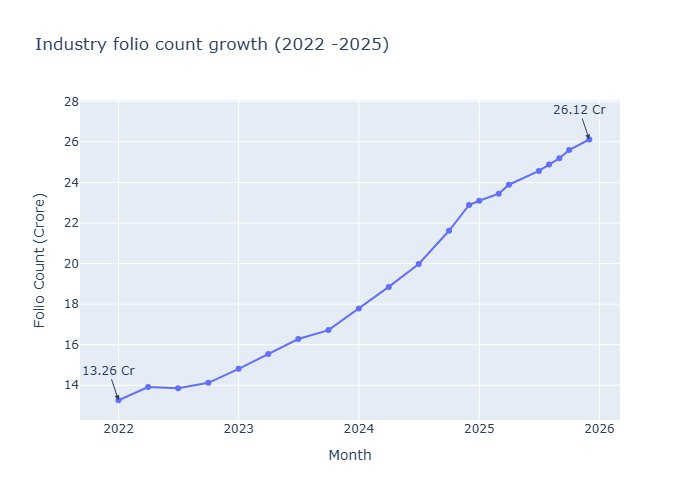 Industry folio count growth (2022 -2025)
28
26.12 Cr
26
24
22
20
18
16
13.26 Cr
14
Folio Count (Crore)
2022 2023 2024 2025 2026
Month